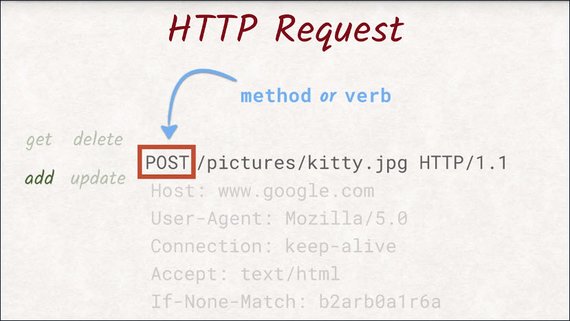 HTTP Request
method or verb
get delete
add update
POST /pictures/kitty.jpg HTTP/1.1
Host: www.google.com
User-Agent: Mozilla/5.0
Connection: keep-alive
Accept: text/html
If-None-Match: b2arb0a1r6a